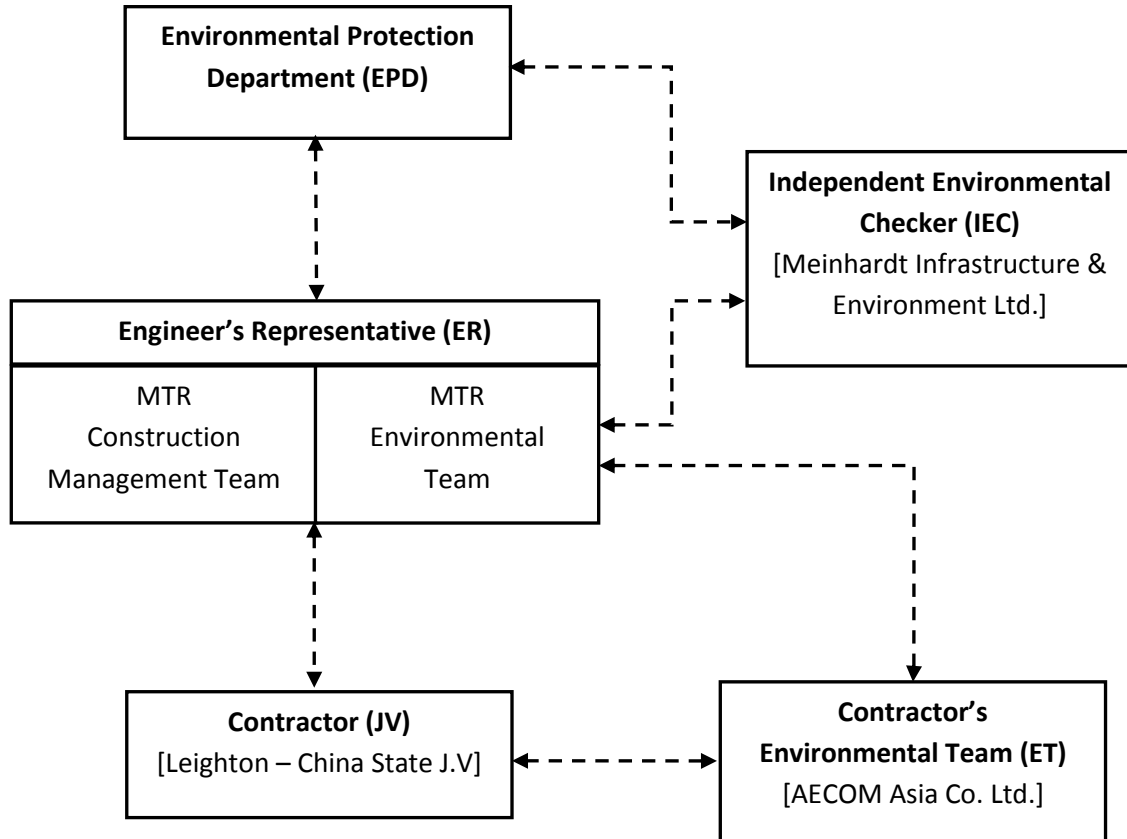 Environmental Protection
Department (EPD)
Independent Environmental
Checker (IEC)
[Meinhardt Infrastructure &
Environment Ltd.]
Engineer’s Representative (ER)
MTR
Construction
Management Team
MTR
Environmental
Team
Contractor (JV)
[Leighton – China State J.V]
Contractor’s
Environmental Team (ET)
[AECOM Asia Co. Ltd.]